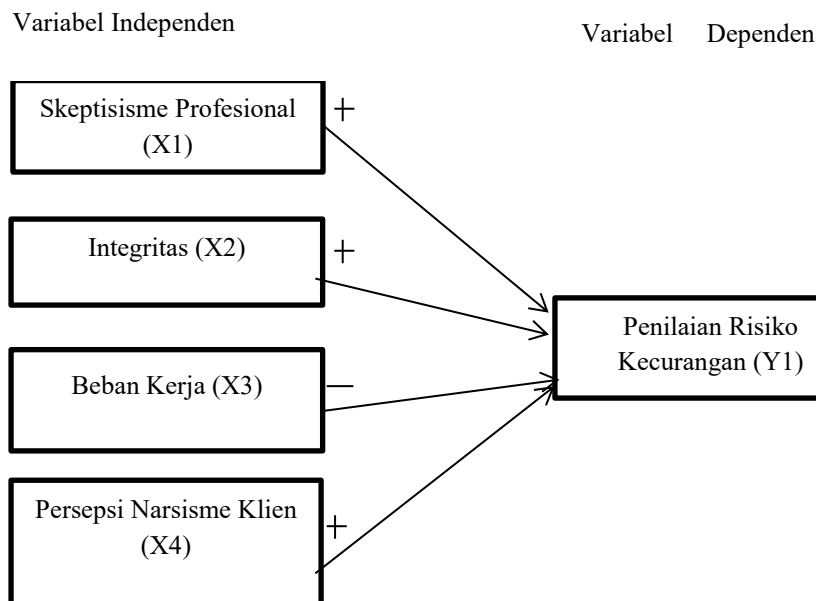 Variabel Independen
Variabel Dependen
Skeptisisme Profesional
(X1)
+
Integritas (X2)
+
Beban Kerja (X3)
−
Persepsi Narsisme Klien
(X4)
+
Penilaian Risiko
Kecurangan (Y1)